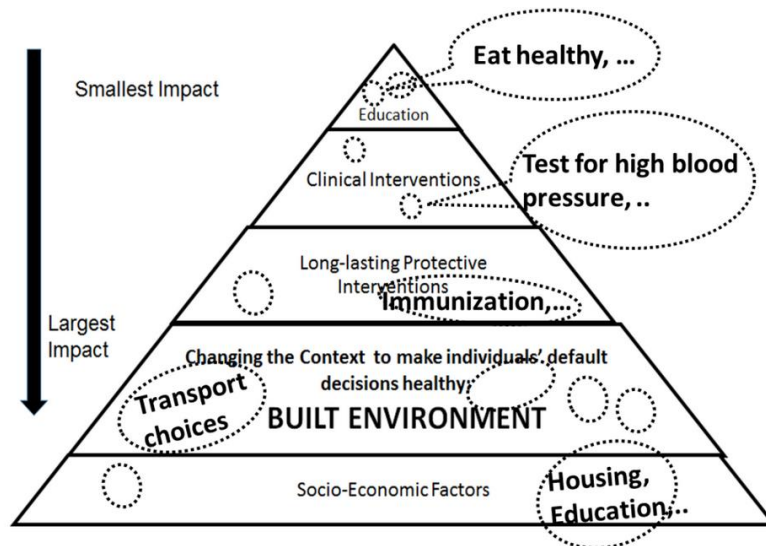 Smallest Impact
Eat healthy, ...
Education
Clinical Interventions
Test for high blood
pressure, ..
Long-lasting Protective
Interventions
Immunization,...
Largest
Impact
Changing the Context to make individuals'. default
decisions healthy,
Transport
choices
BUILT ENVIRONMENT
Socio-Economic Factors
Housing,
Education,..